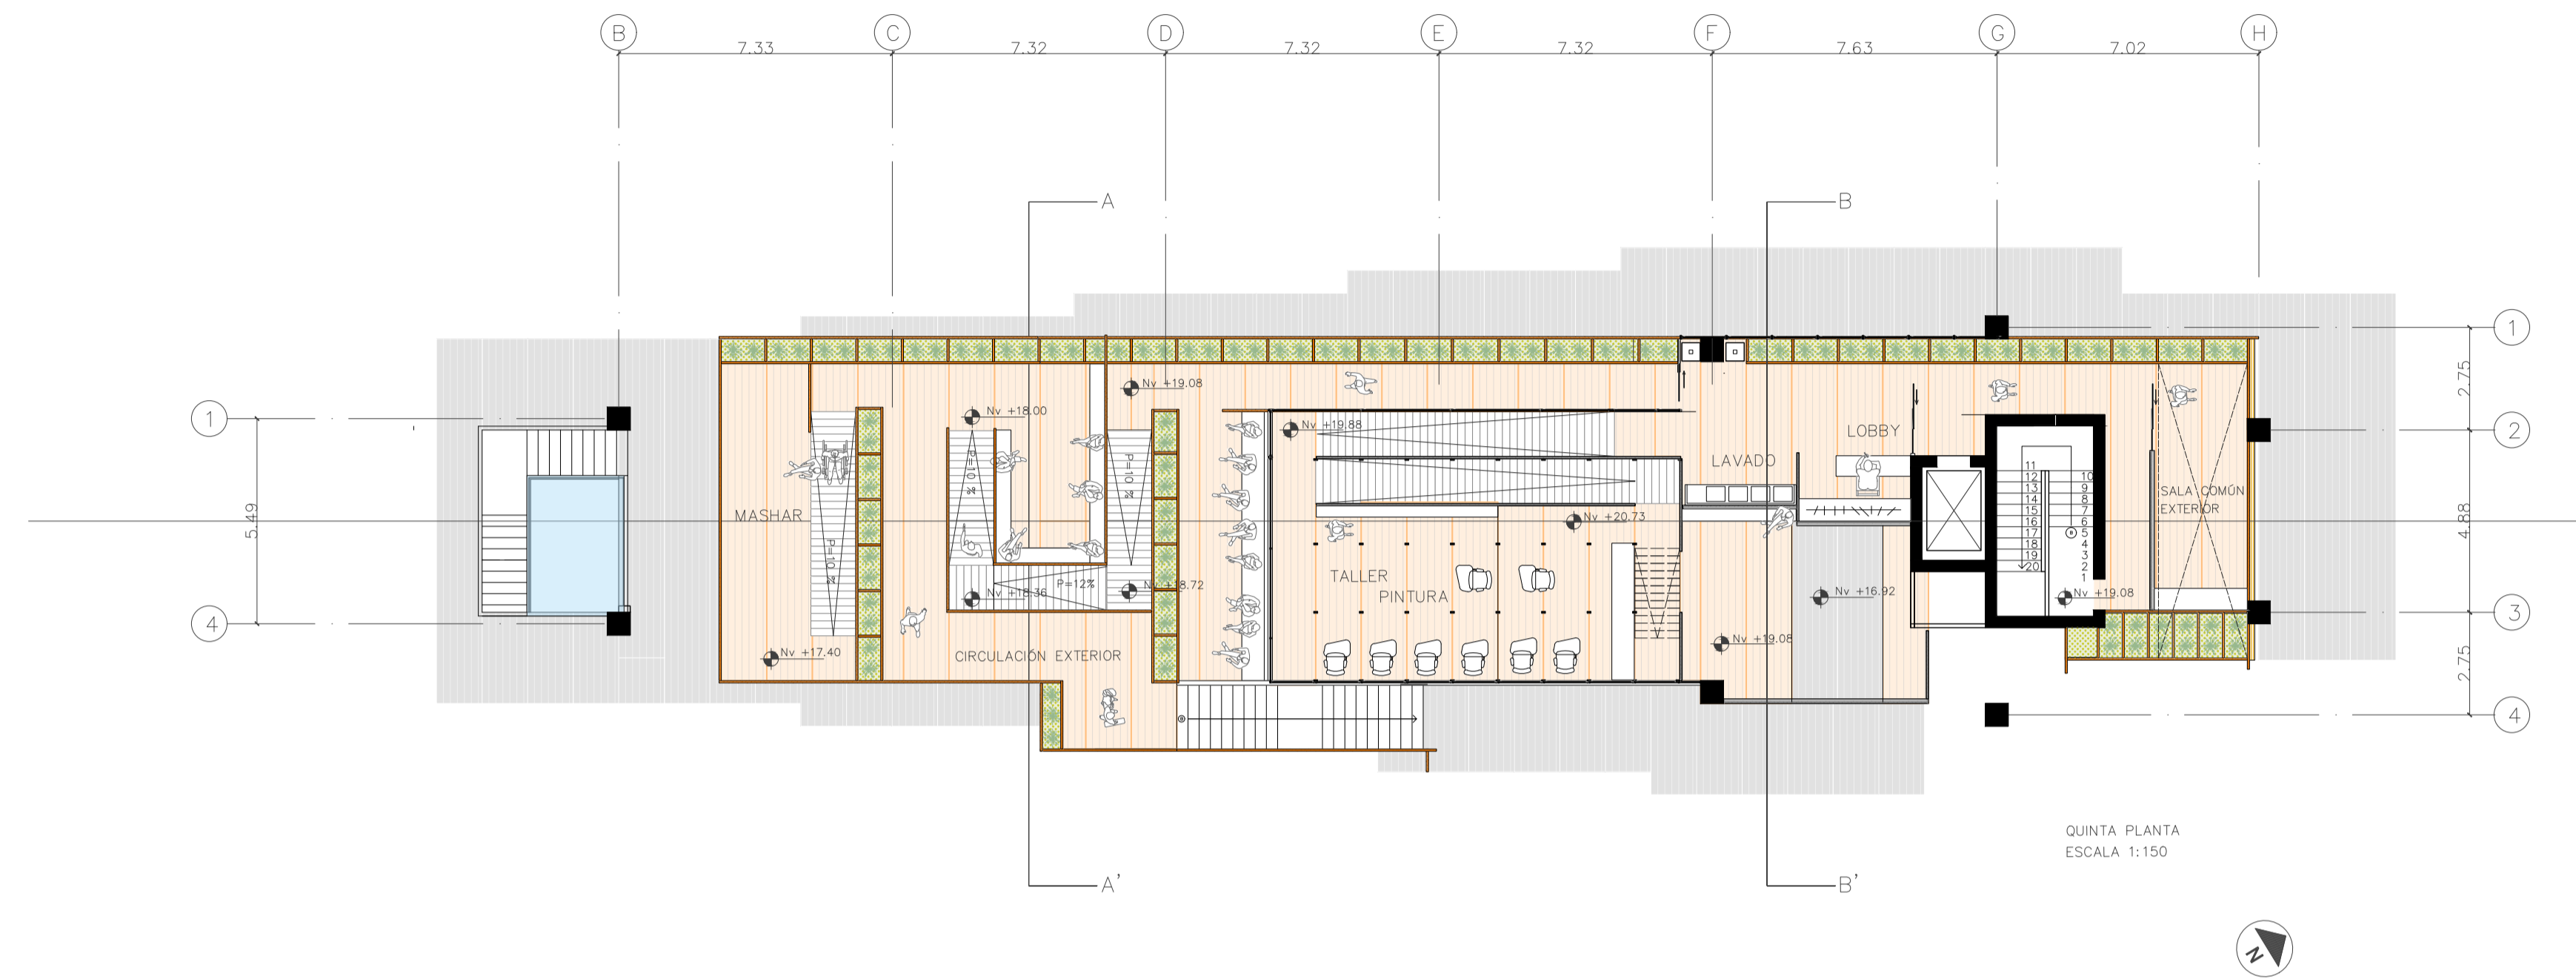 B C D E F G H
7.33 7.32 7.32 7.32 7.63 7.02
A B
1
1
2.75
Nv +19.08
Nv +18.00
1
Nv +19.88
LOBBY
2
P=10 %
P=10 %
LAVADO
11
12 10
13 9
14 8
15 7
16 6
17 5
18 4
19 3
20 2
1
SALA COMÚN
EXTERIOR
MASHAR
Nv +20.73
5.49
4.88
P=10 %
TALLER
PINTURA
P=12%
Nv +18.36
Nv +18.72
Nv +16.92
Nv +19.08
3
4
Nv +19.08
CIRCULACIÓN EXTERIOR
Nv +17.40
2.75
4
QUINTA PLANTA
ESCALA 1:150
A' B'
N